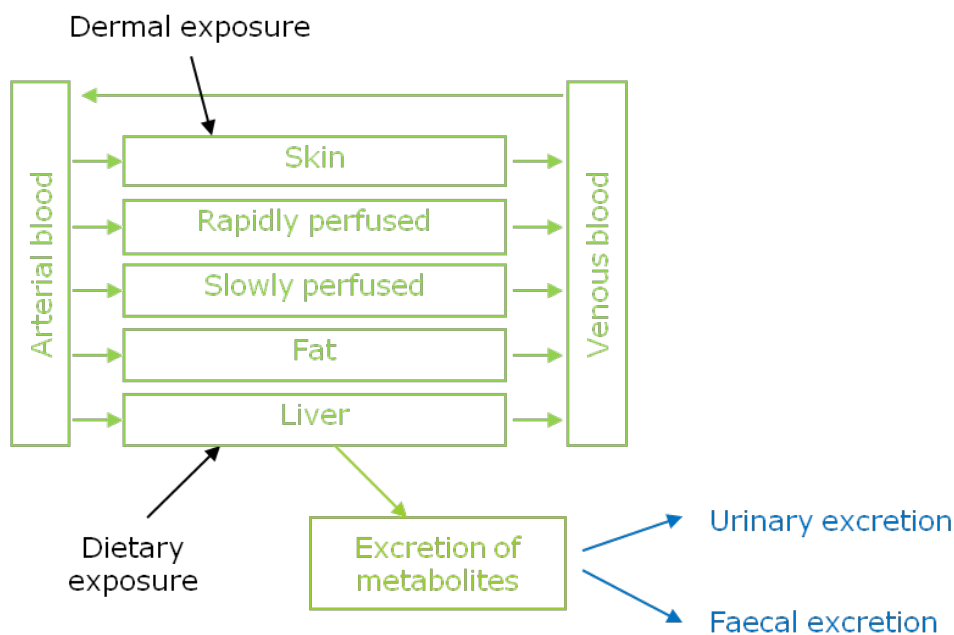 Dermal exposure
Arterial blood
Skin
Rapidly perfused
Slowly perfused
Fat
Liver
Venous blood
Dietary
exposure
Excretion of
metabolites
Urinary excretion
Faecal excretion